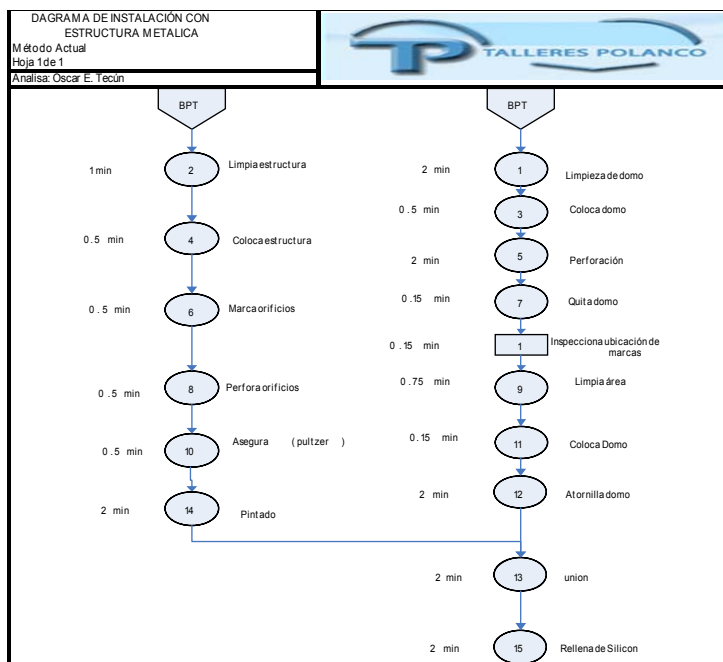 DAGRAMA DE INSTALACIÓN CON
ESTRUCTURA METALICA
Método Actual
Hoja 1 de 1
Analisa: Oscar E. Tecún
TP TALLERES POLANCO
BPT
BPT
1 min 2 Limpia estructura
2 min 1 Limpieza de domo
0.5 min 3 Coloca domo
0.5 min 4 Coloca estructura
2 min 5 Perforación
0.5 min 6 Marca orificios
0.15 min 7 Quita domo
0.15 min 1 Inspecciona ubicación de
marcas
0.5 min 8 Perfora orificios
0.75 min 9 Limpia área
0.5 min 10 Asegura (pultzer)
0.15 min 11 Coloca Domo
2 min 12 Atornilla domo
2 min 14 Pintado
2 min 13 union
2 min 15 Rellena de Silicon